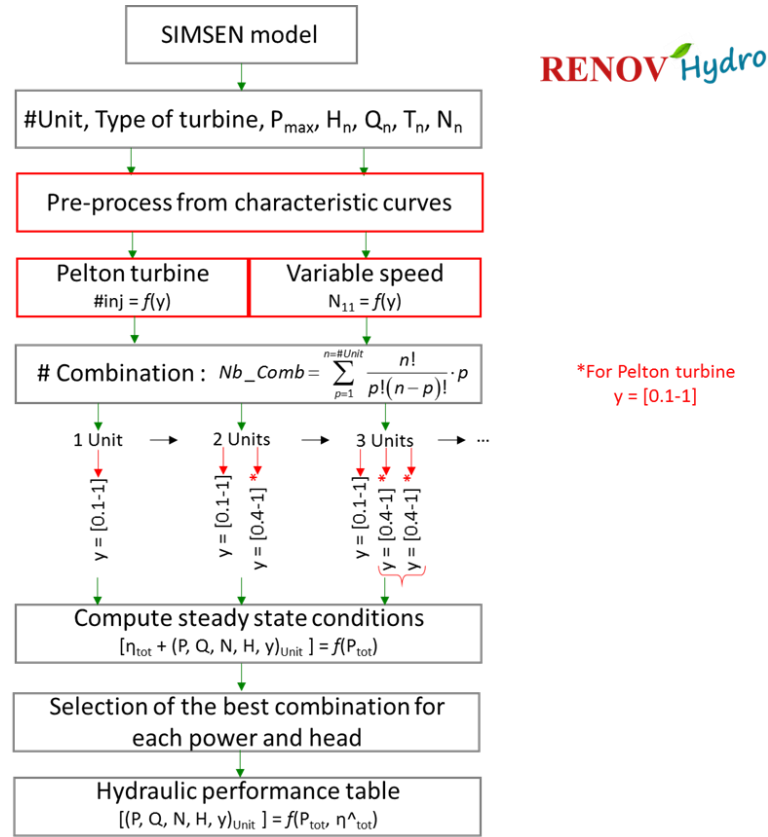 SIMSEN model
RENOV Hydro
#Unit, Type of turbine, Pmax, Hn, Qn, Tn, Nn
Pre-process from characteristic curves
Pelton turbine
#inj = f(y)
Variable speed
N11 = f(y)
# Combination : Nb_Comb = ∑ n=#Unit p=1 n! / p!(n−p)! · p
*For Pelton turbine
y = [0.1-1]
1 Unit
2 Units
3 Units
...
y = [0.1-1]
y = [0.1-1]
y = [0.4-1] *
y = [0.1-1]
y = [0.4-1] *
y = [0.4-1] *
Compute steady state conditions
[ηtot + (P, Q, N, H, y)Unit ] = f(Ptot)
Selection of the best combination for
each power and head
Hydraulic performance table
[(P, Q, N, H, y)Unit ] = f(Ptot, η^tot)